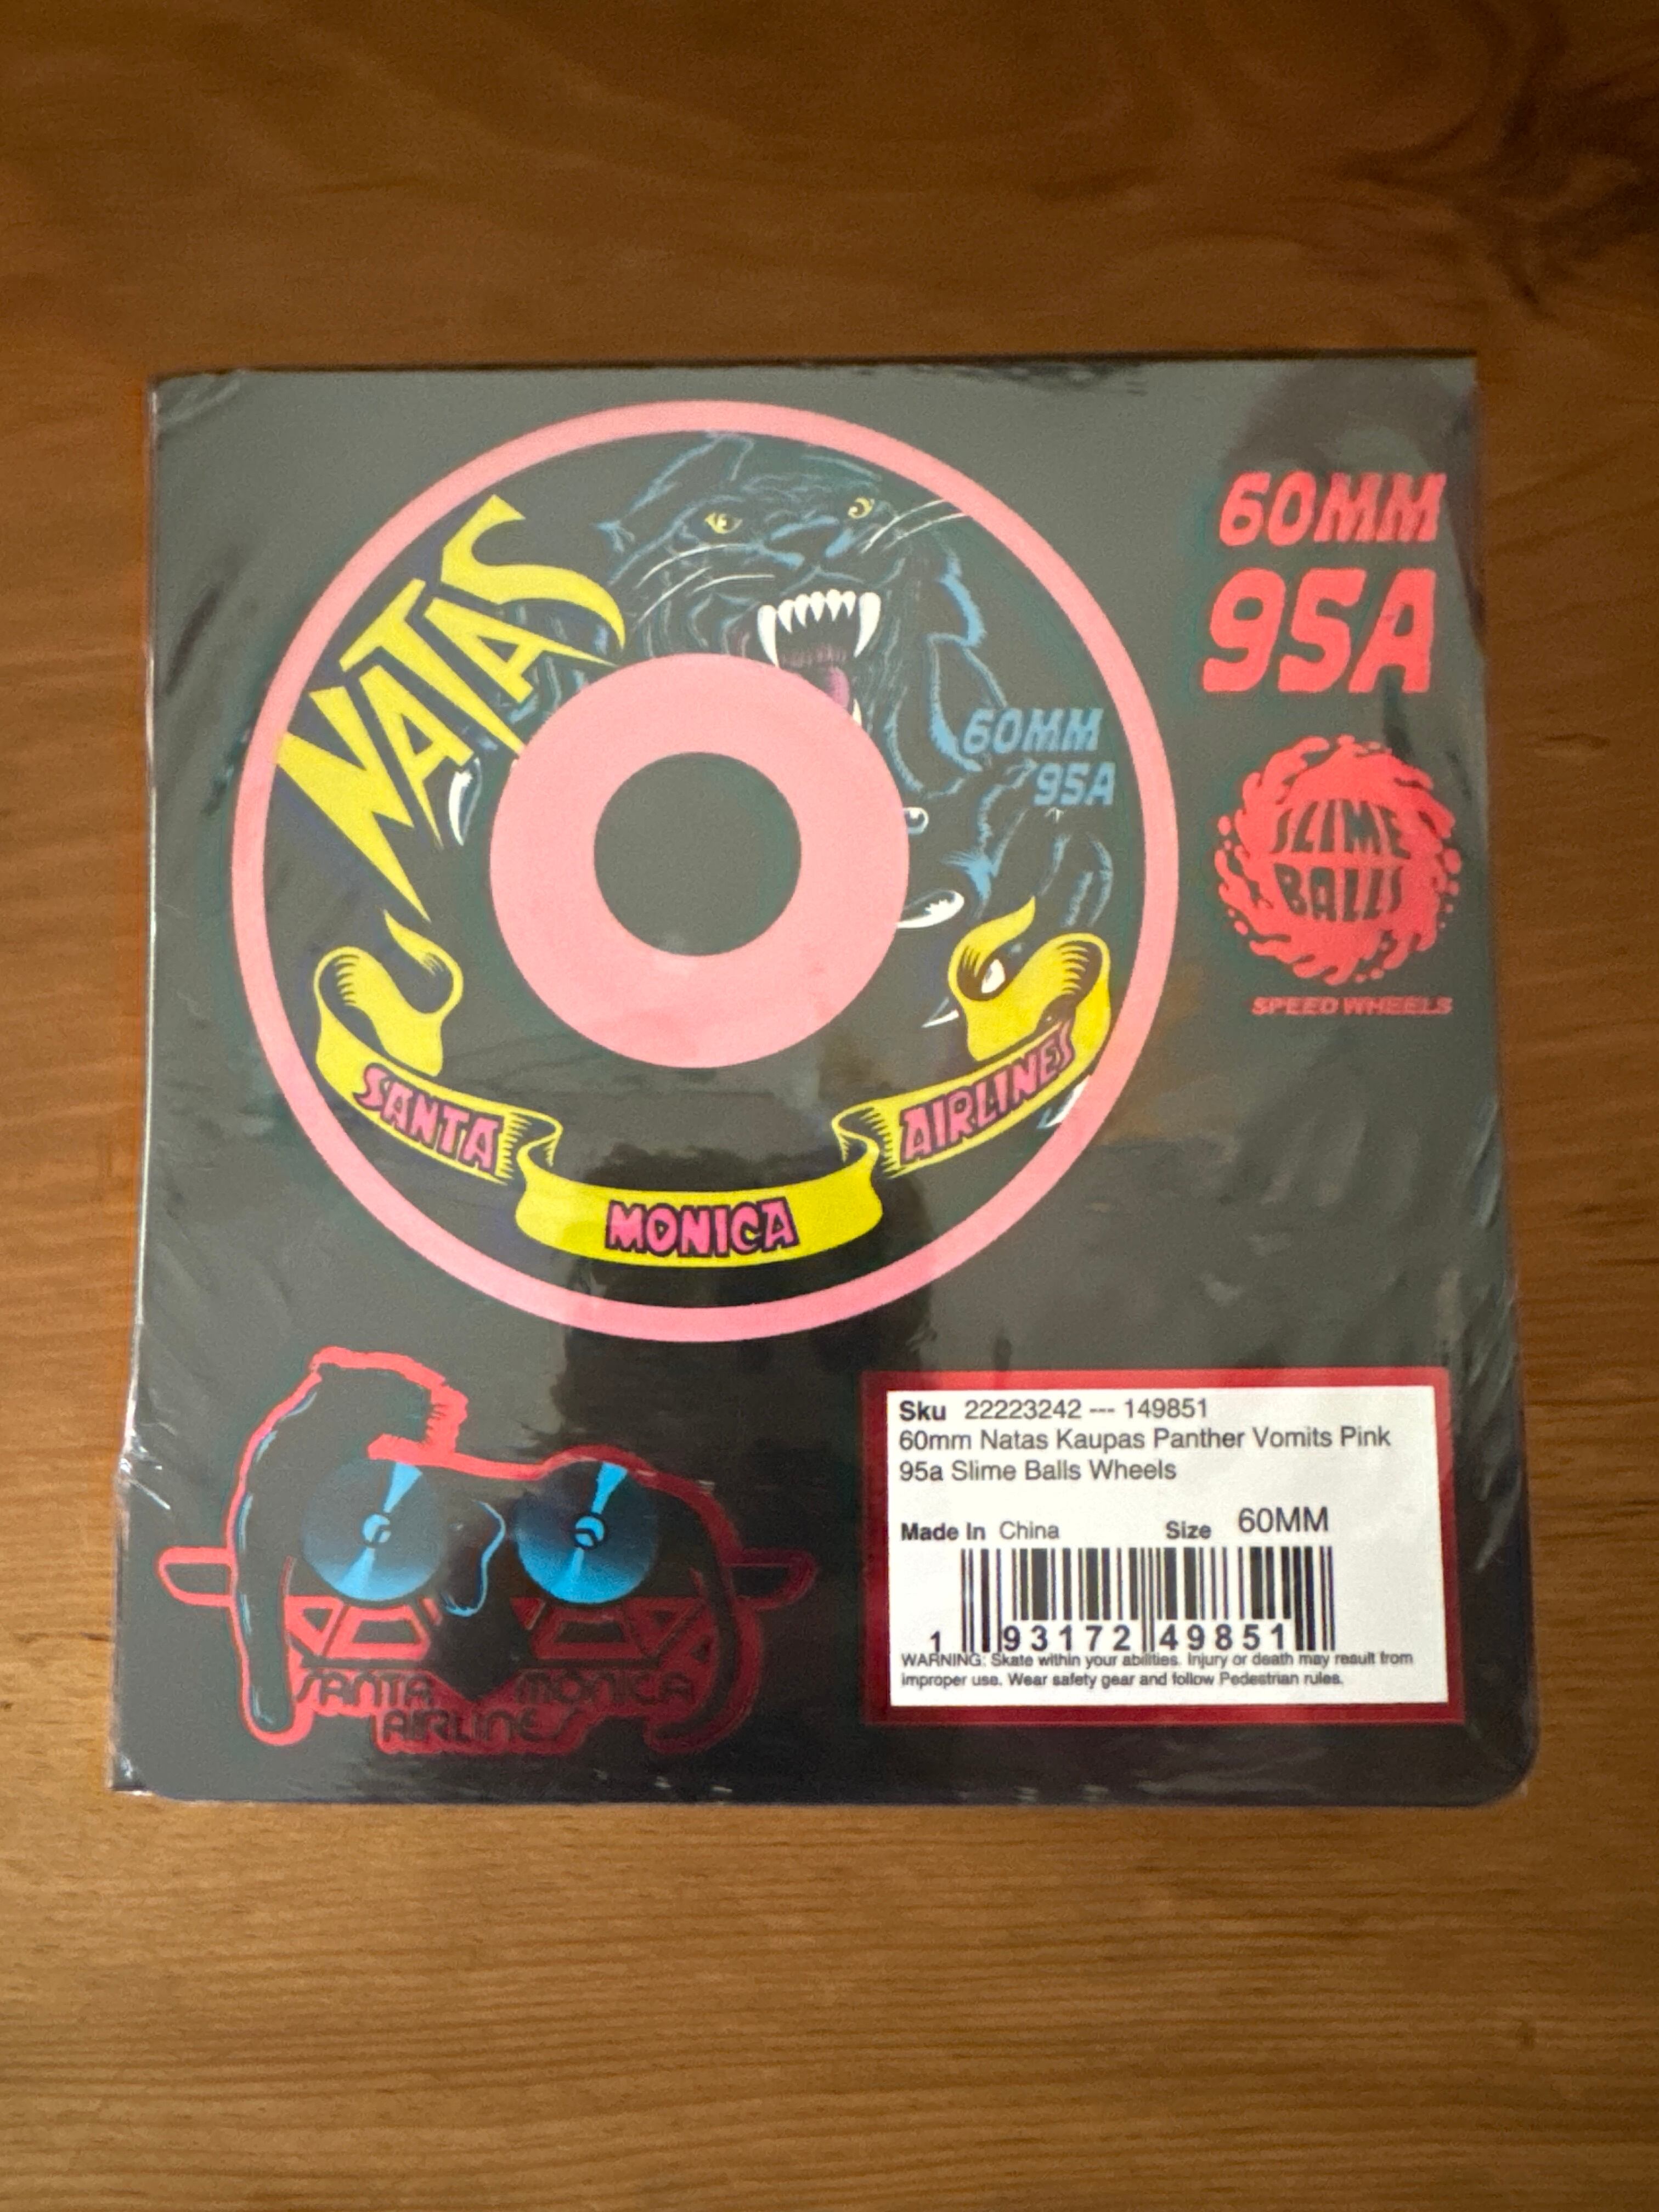 NATAS
60MM
95A
SANTA
MONICA
AIRLINES
60MM
95A
SLIME
BALLS
SPEED WHEELS
SANTA MONICA
AIRLINES
Sku 22223242 --- 149851
60mm Natas Kaupas Panther Vomits Pink
95a Slime Balls Wheels
Made In China Size 60MM
1 93172 49851
WARNING: Skate within your abilities. Injury or death may result from
improper use. Wear safety gear and follow Pedestrian rules.